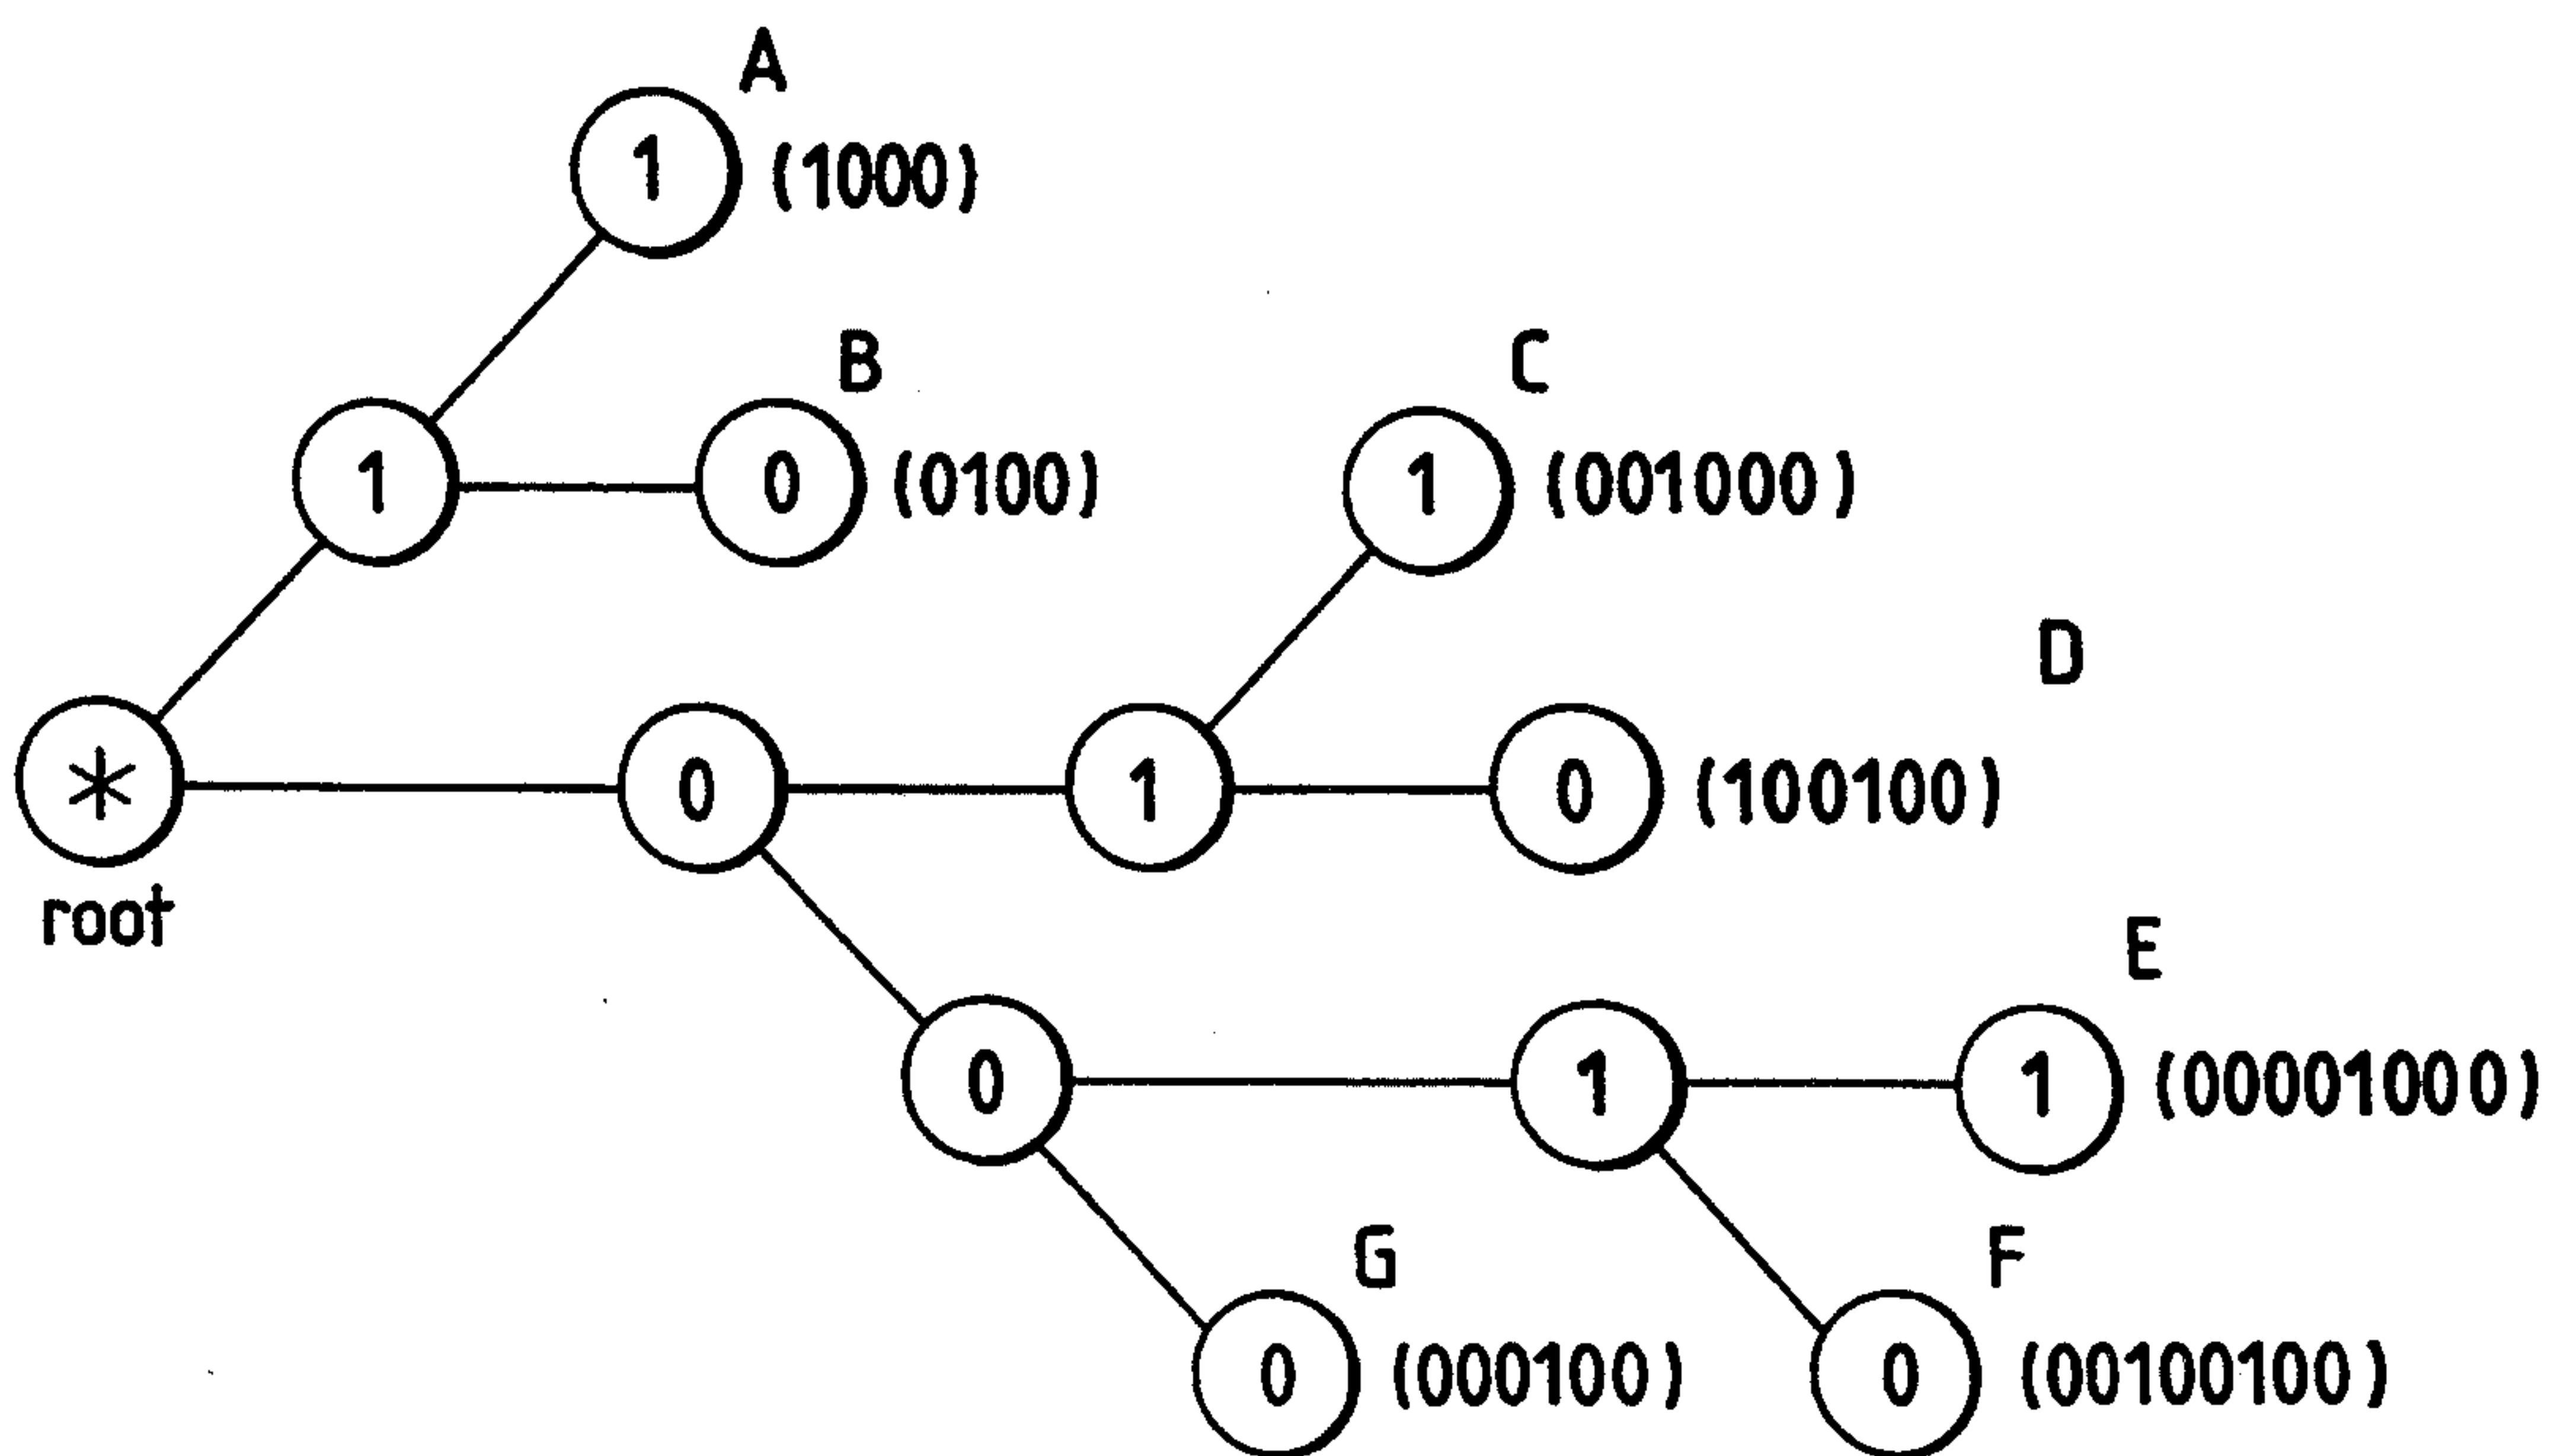 A
1 (1000)
B
C
1 0 (0100)
1 (001000)
D
* 0 1 0 (100100)
root
E
0 1 1 (00001000)
G
F
0 (000100)
0 (00100100)